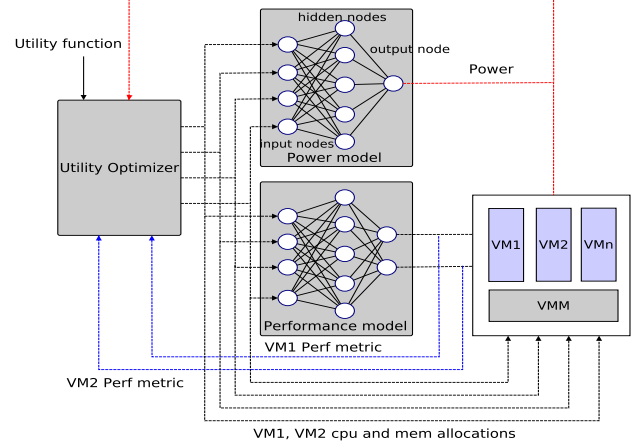 hidden nodes
Utility function
output node
Power
input nodes
Power model
Utility Optimizer
VM1
VM2
VMn
VMM
Performance model
VM1 Perf metric
VM2 Perf metric
VM1, VM2 cpu and mem allocations